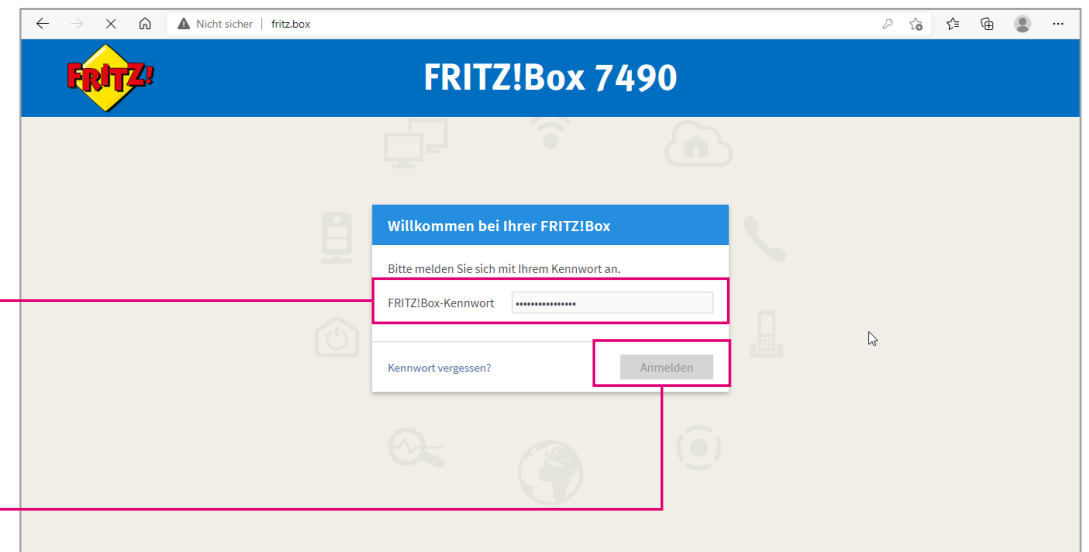 Nicht sicher | fritz.box
FRITZ!
FRITZ!Box 7490
Willkommen bei Ihrer FRITZ!Box
Bitte melden Sie sich mit Ihrem Kennwort an.
FRITZ!Box-Kennwort ••••••••••••••••
Kennwort vergessen? Anmelden